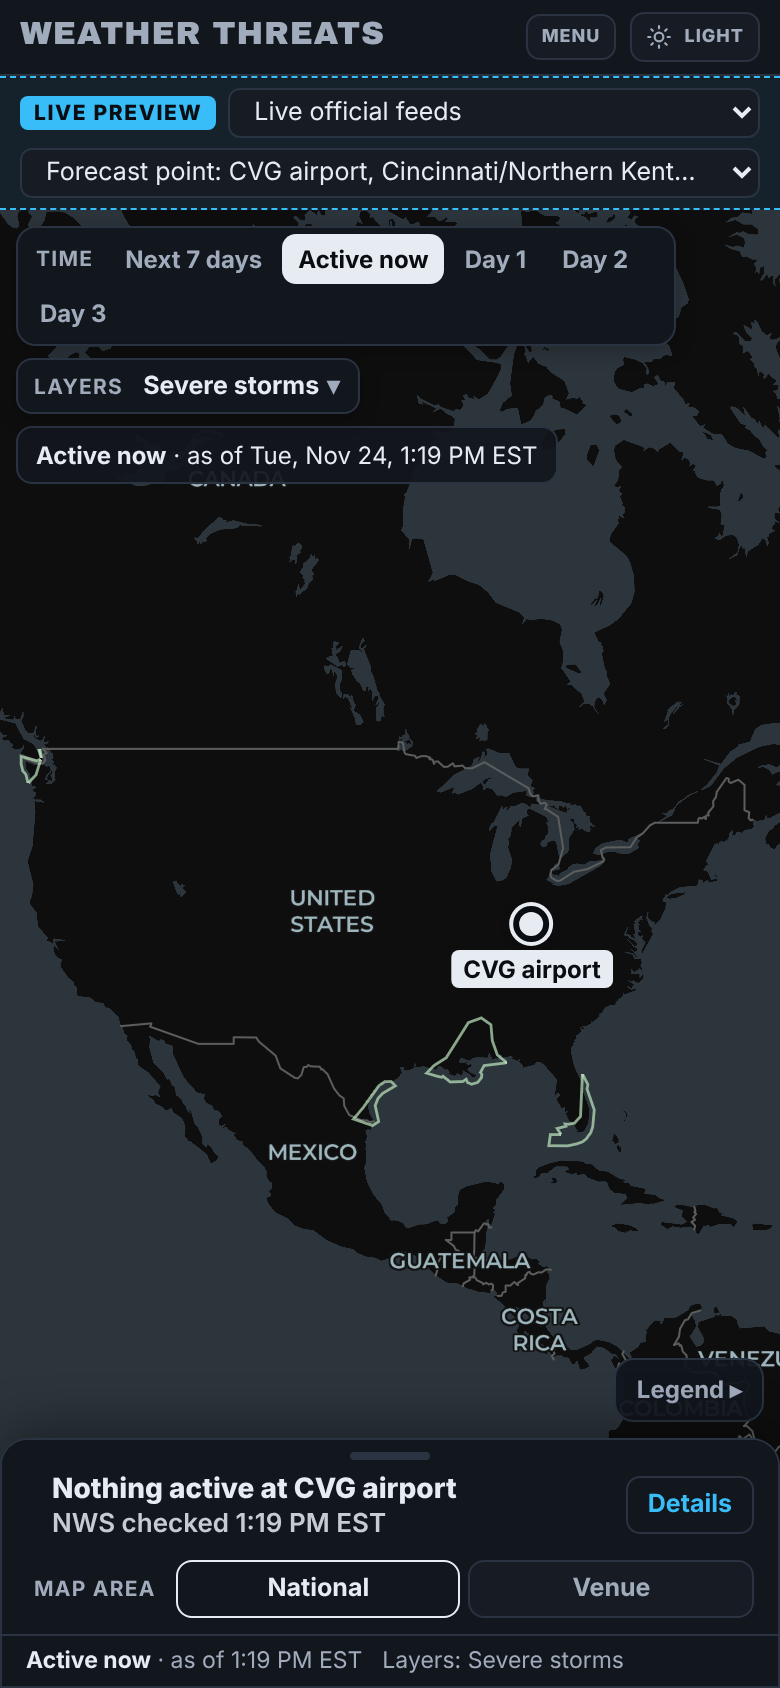 WEATHER THREATS
MENU
LIGHT
LIVE PREVIEW
Live official feeds
Forecast point: CVG airport, Cincinnati/Northern Kent...
TIME
Next 7 days
Active now
Day 1
Day 2
Day 3
LAYERS
Severe storms ▾
Active now · as of Tue, Nov 24, 1:19 PM EST
CANADA
UNITED
STATES
CVG airport
MEXICO
GUATEMALA
COSTA
RICA
VENEZU
Legend ▸
COLOMBIA
Nothing active at CVG airport
NWS checked 1:19 PM EST
Details
MAP AREA
National
Venue
Active now · as of 1:19 PM EST
Layers: Severe storms